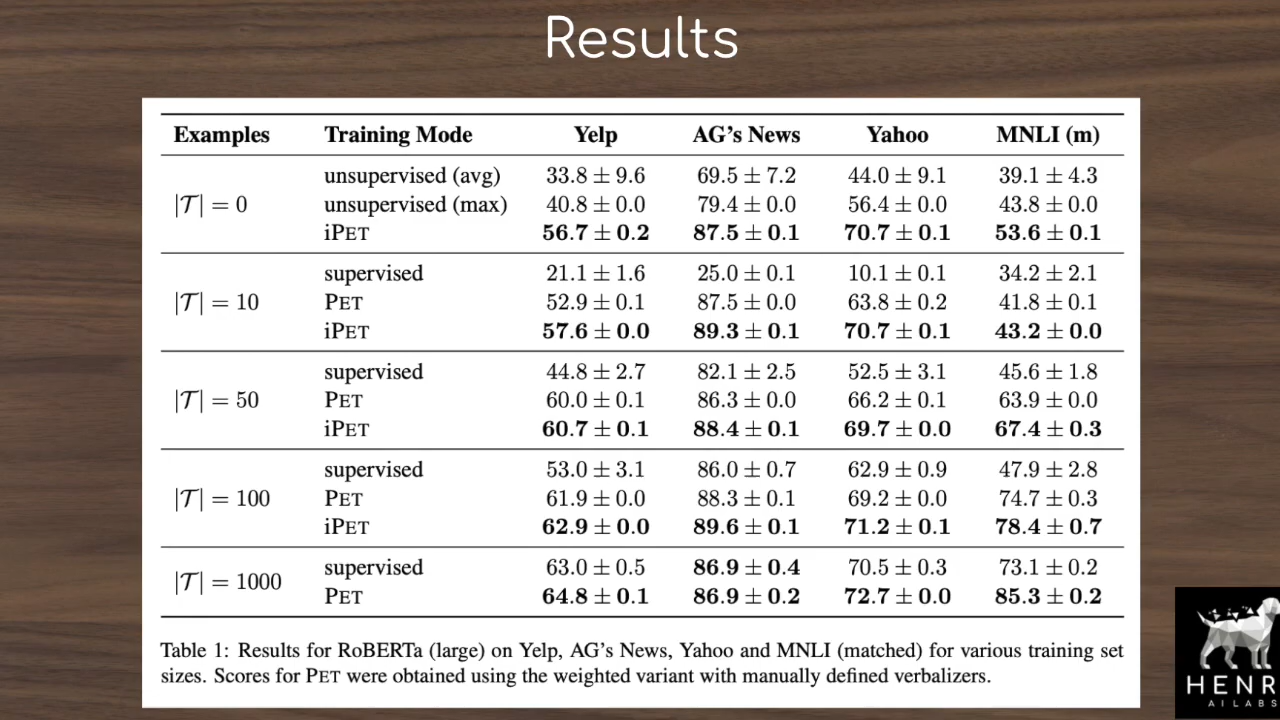 Results
Examples Training Mode Yelp AG's News Yahoo MNLI (m)
|T| = 0 unsupervised (avg) 33.8 ± 9.6 69.5 ± 7.2 44.0 ± 9.1 39.1 ± 4.3
unsupervised (max) 40.8 ± 0.0 79.4 ± 0.0 56.4 ± 0.0 43.8 ± 0.0
iPET 56.7 ± 0.2 87.5 ± 0.1 70.7 ± 0.1 53.6 ± 0.1
|T| = 10 supervised 21.1 ± 1.6 25.0 ± 0.1 10.1 ± 0.1 34.2 ± 2.1
PET 52.9 ± 0.1 87.5 ± 0.0 63.8 ± 0.2 41.8 ± 0.1
iPET 57.6 ± 0.0 89.3 ± 0.1 70.7 ± 0.1 43.2 ± 0.0
|T| = 50 supervised 44.8 ± 2.7 82.1 ± 2.5 52.5 ± 3.1 45.6 ± 1.8
PET 60.0 ± 0.1 86.3 ± 0.0 66.2 ± 0.1 63.9 ± 0.0
iPET 60.7 ± 0.1 88.4 ± 0.1 69.7 ± 0.0 67.4 ± 0.3
|T| = 100 supervised 53.0 ± 3.1 86.0 ± 0.7 62.9 ± 0.9 47.9 ± 2.8
PET 61.9 ± 0.0 88.3 ± 0.1 69.2 ± 0.0 74.7 ± 0.3
iPET 62.9 ± 0.0 89.6 ± 0.1 71.2 ± 0.1 78.4 ± 0.7
|T| = 1000 supervised 63.0 ± 0.5 86.9 ± 0.4 70.5 ± 0.3 73.1 ± 0.2
PET 64.8 ± 0.1 86.9 ± 0.2 72.7 ± 0.0 85.3 ± 0.2
Table 1: Results for RoBERTa (large) on Yelp, AG's News, Yahoo and MNLI (matched) for various training set
sizes. Scores for PET were obtained using the weighted variant with manually defined verbalizers.
HENR
AI LABS